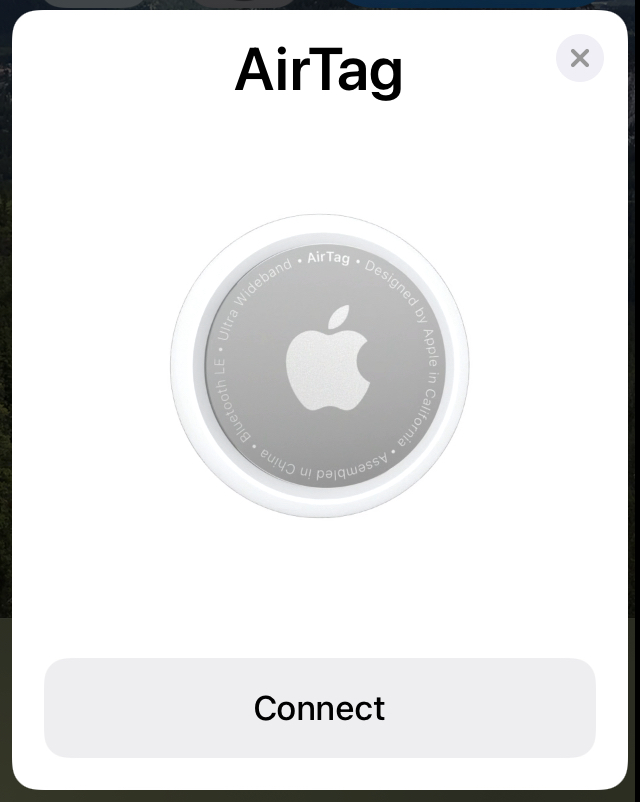 AirTag
AirTag • Designed by Apple in California • Assembled in China • Bluetooth LE • Ultra Wideband •
Connect